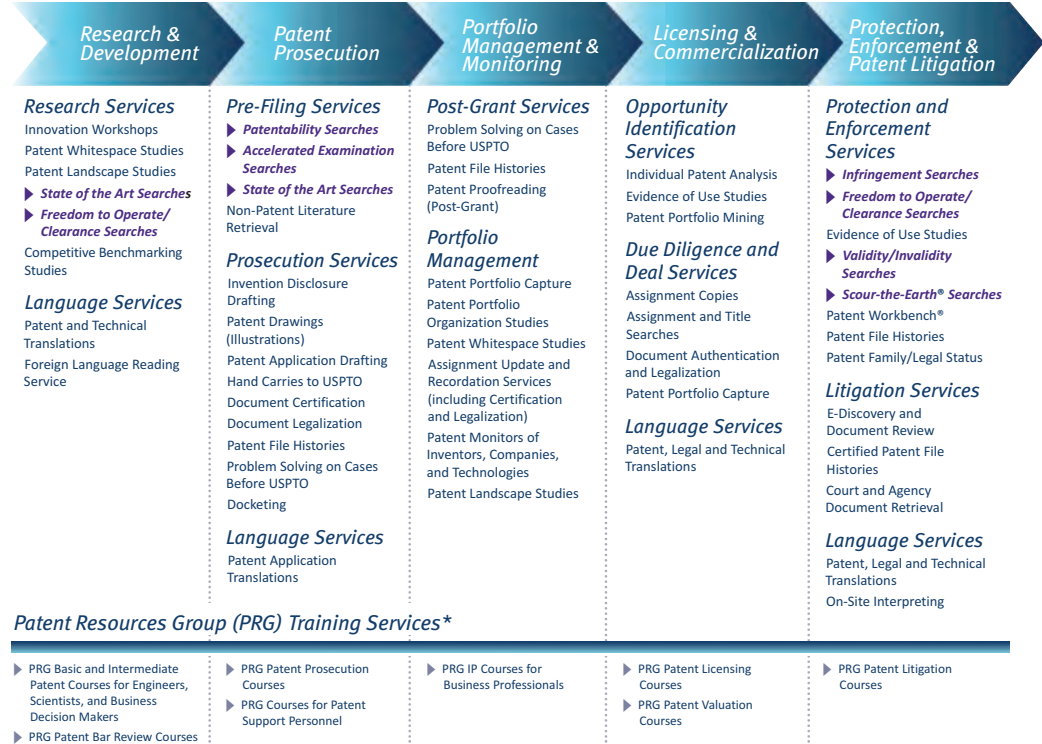 Research &
Development
Patent
Prosecution
Portfolio
Management &
Monitoring
Licensing &
Commercialization
Protection,
Enforcement &
Patent Litigation
Research Services
Innovation Workshops
Patent Whitespace Studies
Patent Landscape Studies
State of the Art Searches
Freedom to Operate/
Clearance Searches
Competitive Benchmarking
Studies
Language Services
Patent and Technical
Translations
Foreign Language Reading
Service
Pre-Filing Services
Patentability Searches
Accelerated Examination
Searches
State of the Art Searches
Non-Patent Literature
Retrieval
Prosecution Services
Invention Disclosure
Drafting
Patent Drawings
(Illustrations)
Patent Application Drafting
Hand Carries to USPTO
Document Certification
Document Legalization
Patent File Histories
Problem Solving on Cases
Before USPTO
Docketing
Language Services
Patent Application
Translations
Post-Grant Services
Problem Solving on Cases
Before USPTO
Patent File Histories
Patent Proofreading
(Post-Grant)
Portfolio
Management
Patent Portfolio Capture
Patent Portfolio
Organization Studies
Patent Whitespace Studies
Assignment Update and
Recordation Services
(including Certification
and Legalization)
Patent Monitors of
Inventors, Companies,
and Technologies
Patent Landscape Studies
Opportunity
Identification
Services
Individual Patent Analysis
Evidence of Use Studies
Patent Portfolio Mining
Due Diligence and
Deal Services
Assignment Copies
Assignment and Title
Searches
Document Authentication
and Legalization
Patent Portfolio Capture
Language Services
Patent, Legal and Technical
Translations
Protection and
Enforcement
Services
Infringement Searches
Freedom to Operate/
Clearance Searches
Evidence of Use Studies
Validity/Invalidity
Searches
Scour-the-Earth® Searches
Patent Workbench®
Patent File Histories
Patent Family/Legal Status
Litigation Services
E-Discovery and
Document Review
Certified Patent File
Histories
Court and Agency
Document Retrieval
Language Services
Patent, Legal and Technical
Translations
On-Site Interpreting
Patent Resources Group (PRG) Training Services*
PRG Basic and Intermediate
Patent Courses for Engineers,
Scientists, and Business
Decision Makers
PRG Patent Bar Review Courses
PRG Patent Prosecution
Courses
PRG Courses for Patent
Support Personnel
PRG IP Courses for
Business Professionals
PRG Patent Licensing
Courses
PRG Patent Valuation
Courses
PRG Patent Litigation
Courses